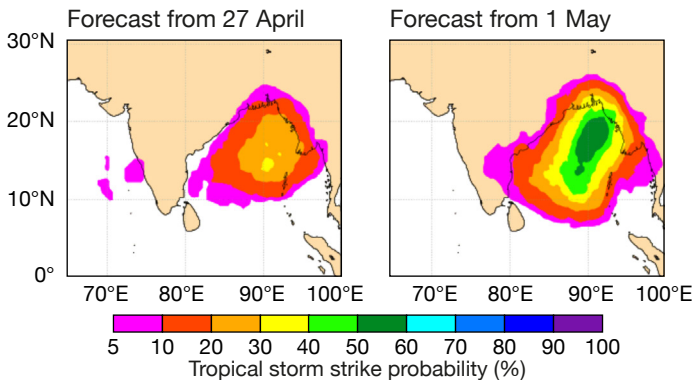 Forecast from 27 April
Forecast from 1 May
30°N
20°N
10°N
0°
70°E 80°E 90°E 100°E
70°E 80°E 90°E 100°E
5 10 20 30 40 50 60 70 80 90 100
Tropical storm strike probability (%)